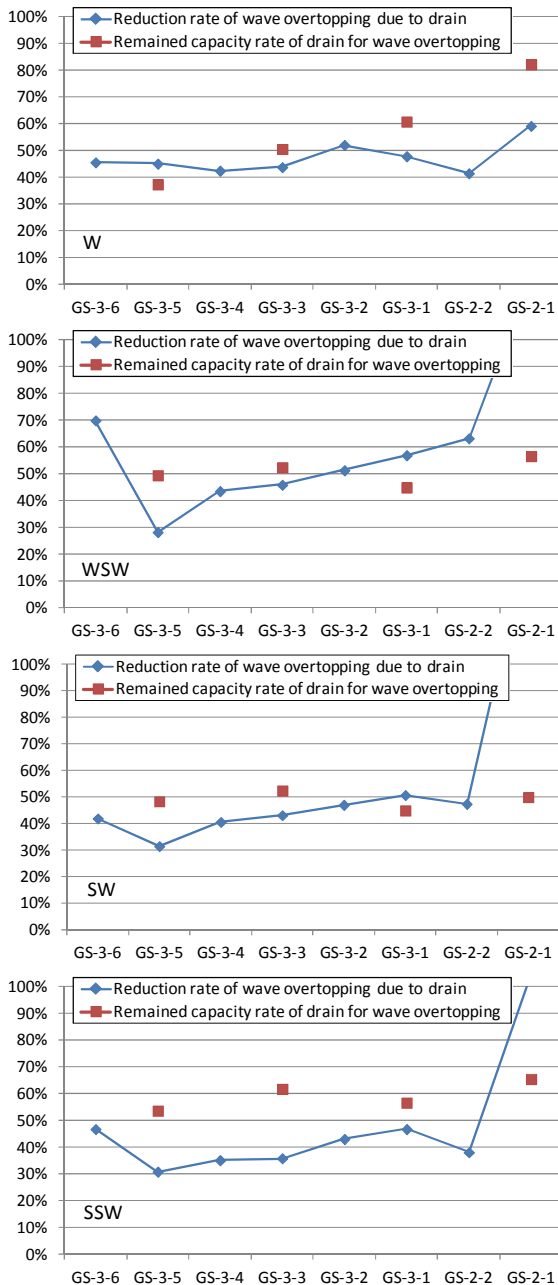 100%
Reduction rate of wave overtopping due to drain
90%
Remained capacity rate of drain for wave overtopping
80%
70%
60%
50%
40%
30%
20%
W
10%
0%
GS-3-6 GS-3-5 GS-3-4 GS-3-3 GS-3-2 GS-3-1 GS-2-2 GS-2-1
100%
Reduction rate of wave overtopping due to drain
90%
Remained capacity rate of drain for wave overtopping
80%
70%
60%
50%
40%
30%
20%
WSW
10%
0%
GS-3-6 GS-3-5 GS-3-4 GS-3-3 GS-3-2 GS-3-1 GS-2-2 GS-2-1
100%
Reduction rate of wave overtopping due to drain
90%
Remained capacity rate of drain for wave overtopping
80%
70%
60%
50%
40%
30%
20%
SW
10%
0%
GS-3-6 GS-3-5 GS-3-4 GS-3-3 GS-3-2 GS-3-1 GS-2-2 GS-2-1
100%
Reduction rate of wave overtopping due to drain
90%
Remained capacity rate of drain for wave overtopping
80%
70%
60%
50%
40%
30%
20%
SSW
10%
0%
GS-3-6 GS-3-5 GS-3-4 GS-3-3 GS-3-2 GS-3-1 GS-2-2 GS-2-1